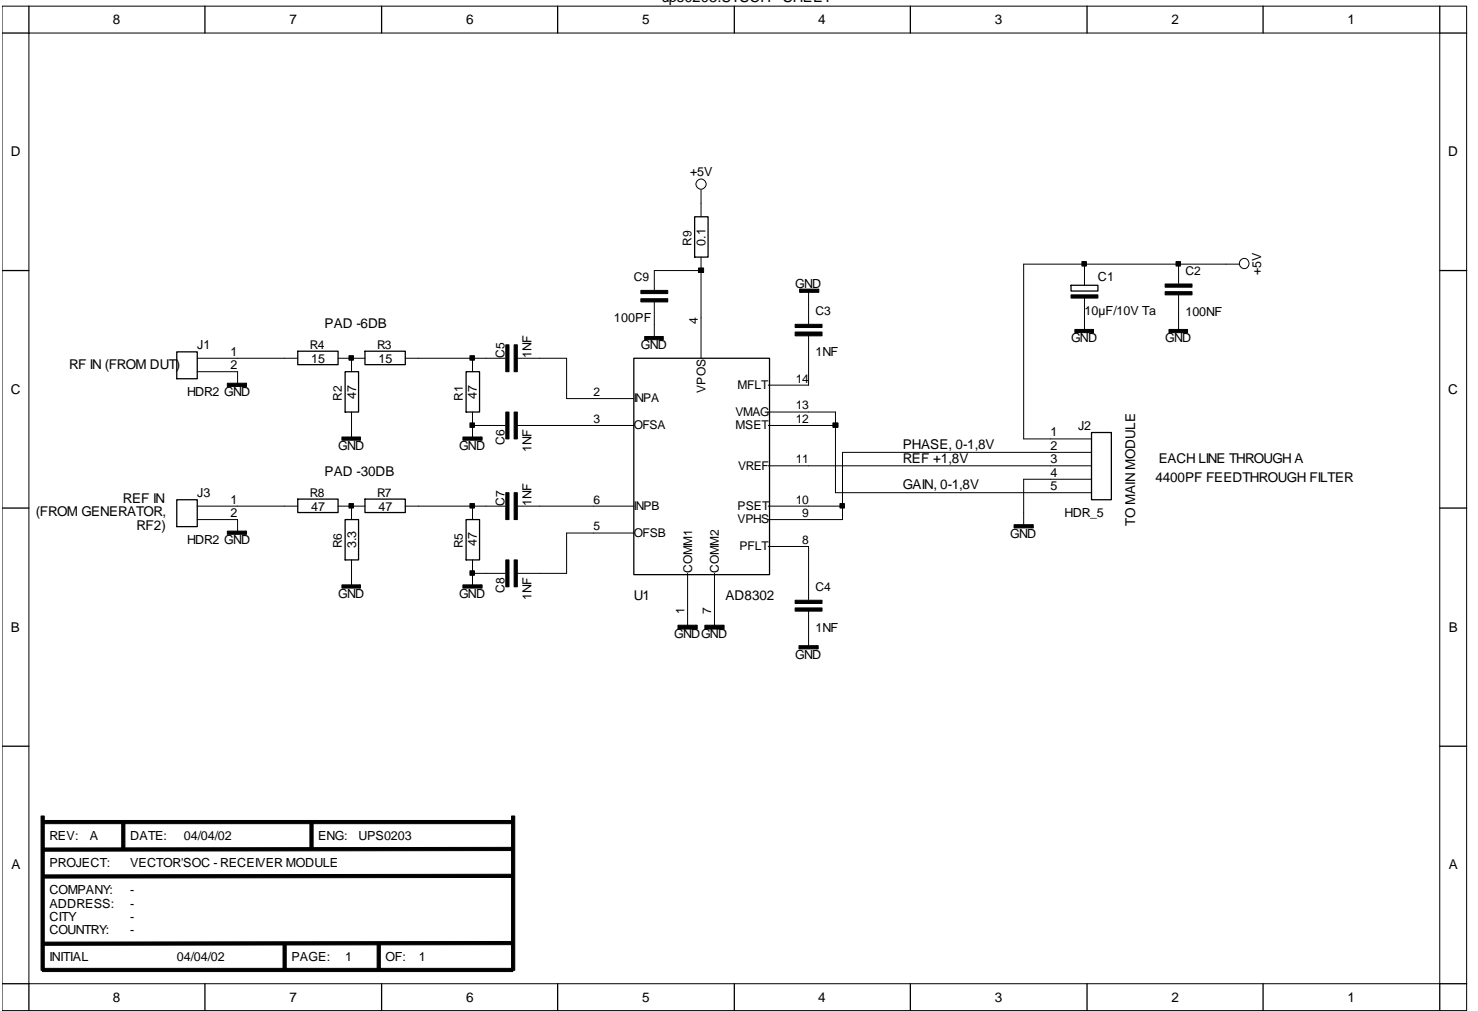 8 7 6 5 4 3 2 1
D D
+5V
R9
0.1
+5V
C9
100PF
GND
4
GND
C3
1NF
C1
10µF/10V Ta
GND
C2
100NF
GND
PAD -6DB
RF IN (FROM DUT)
J1
1
2
HDR2 GND
R4
15
R3
15
R2
47
GND
R1
47
GND
C5
1NF
C6
1NF
C C
2 INPA
3 OFSA
VPOS
MFLT 14
VMAG 13
MSET 12
VREF 11
PSET 10
VPHS 9
PFLT 8
6 INPB
5 OFSB
COMM1
COMM2
1
7
GND GND
U1
AD8302
C4
1NF
GND
PHASE, 0-1,8V
REF +1,8V
GAIN, 0-1,8V
GND
J2
1
2
3
4
5
HDR_5
TO MAIN MODULE
EACH LINE THROUGH A
4400PF FEEDTHROUGH FILTER
PAD -30DB
REF IN
(FROM GENERATOR,
RF2)
J3
1
2
HDR2 GND
R8
47
R7
47
R6
3.3
GND
R5
47
GND
C7
1NF
C8
1NF
B B
A A
REV: A DATE: 04/04/02 ENG: UPS0203
PROJECT: VECTOR'SOC - RECEIVER MODULE
COMPANY: -
ADDRESS: -
CITY -
COUNTRY: -
INITIAL 04/04/02 PAGE: 1 OF: 1
8 7 6 5 4 3 2 1